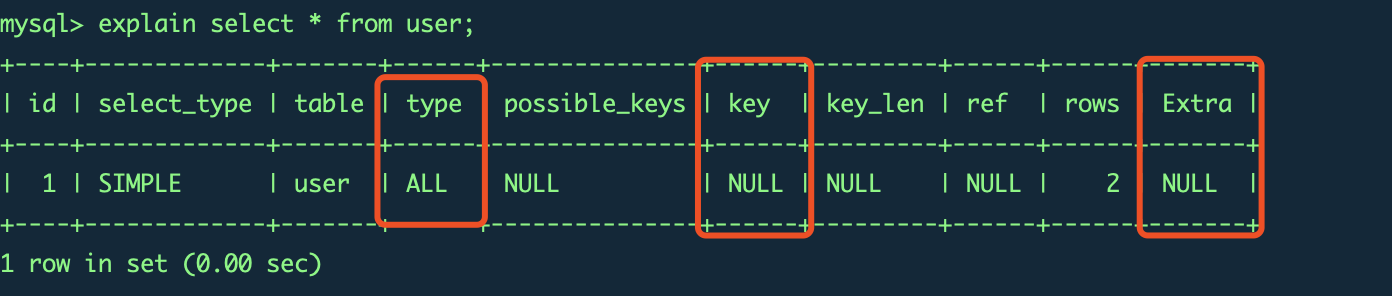 mysql> explain select * from user;
+----+-------------+-------+------+---------------+------+---------+------+------+-------+
| id | select_type | table | type | possible_keys | key | key_len | ref | rows | Extra |
+----+-------------+-------+------+---------------+------+---------+------+------+-------+
| 1 | SIMPLE | user | ALL | NULL | NULL | NULL | NULL | 2 | NULL |
+----+-------------+-------+------+---------------+------+---------+------+------+-------+
1 row in set (0.00 sec)